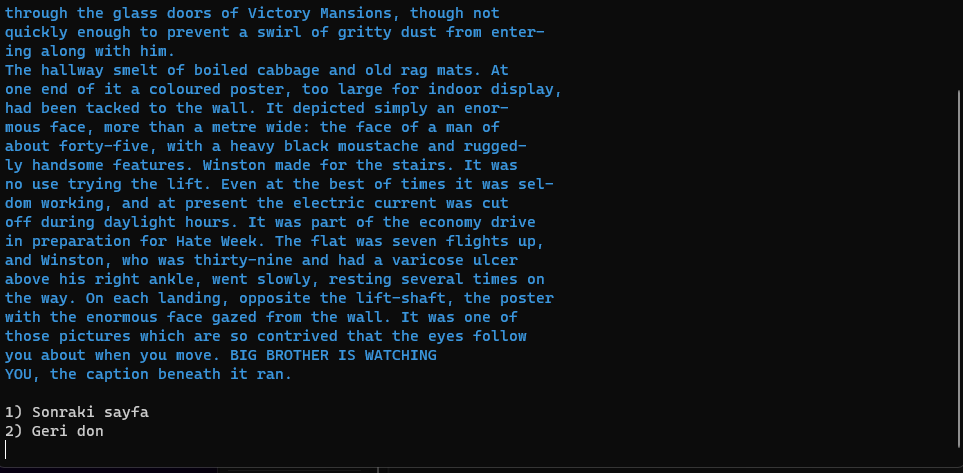 through the glass doors of Victory Mansions, though not
quickly enough to prevent a swirl of gritty dust from enter-
ing along with him.
The hallway smelt of boiled cabbage and old rag mats. At
one end of it a coloured poster, too large for indoor display,
had been tacked to the wall. It depicted simply an enor-
mous face, more than a metre wide: the face of a man of
about forty-five, with a heavy black moustache and rugged-
ly handsome features. Winston made for the stairs. It was
no use trying the lift. Even at the best of times it was sel-
dom working, and at present the electric current was cut
off during daylight hours. It was part of the economy drive
in preparation for Hate Week. The flat was seven flights up,
and Winston, who was thirty-nine and had a varicose ulcer
above his right ankle, went slowly, resting several times on
the way. On each landing, opposite the lift-shaft, the poster
with the enormous face gazed from the wall. It was one of
those pictures which are so contrived that the eyes follow
you about when you move. BIG BROTHER IS WATCHING
YOU, the caption beneath it ran.
1) Sonraki sayfa
2) Geri don